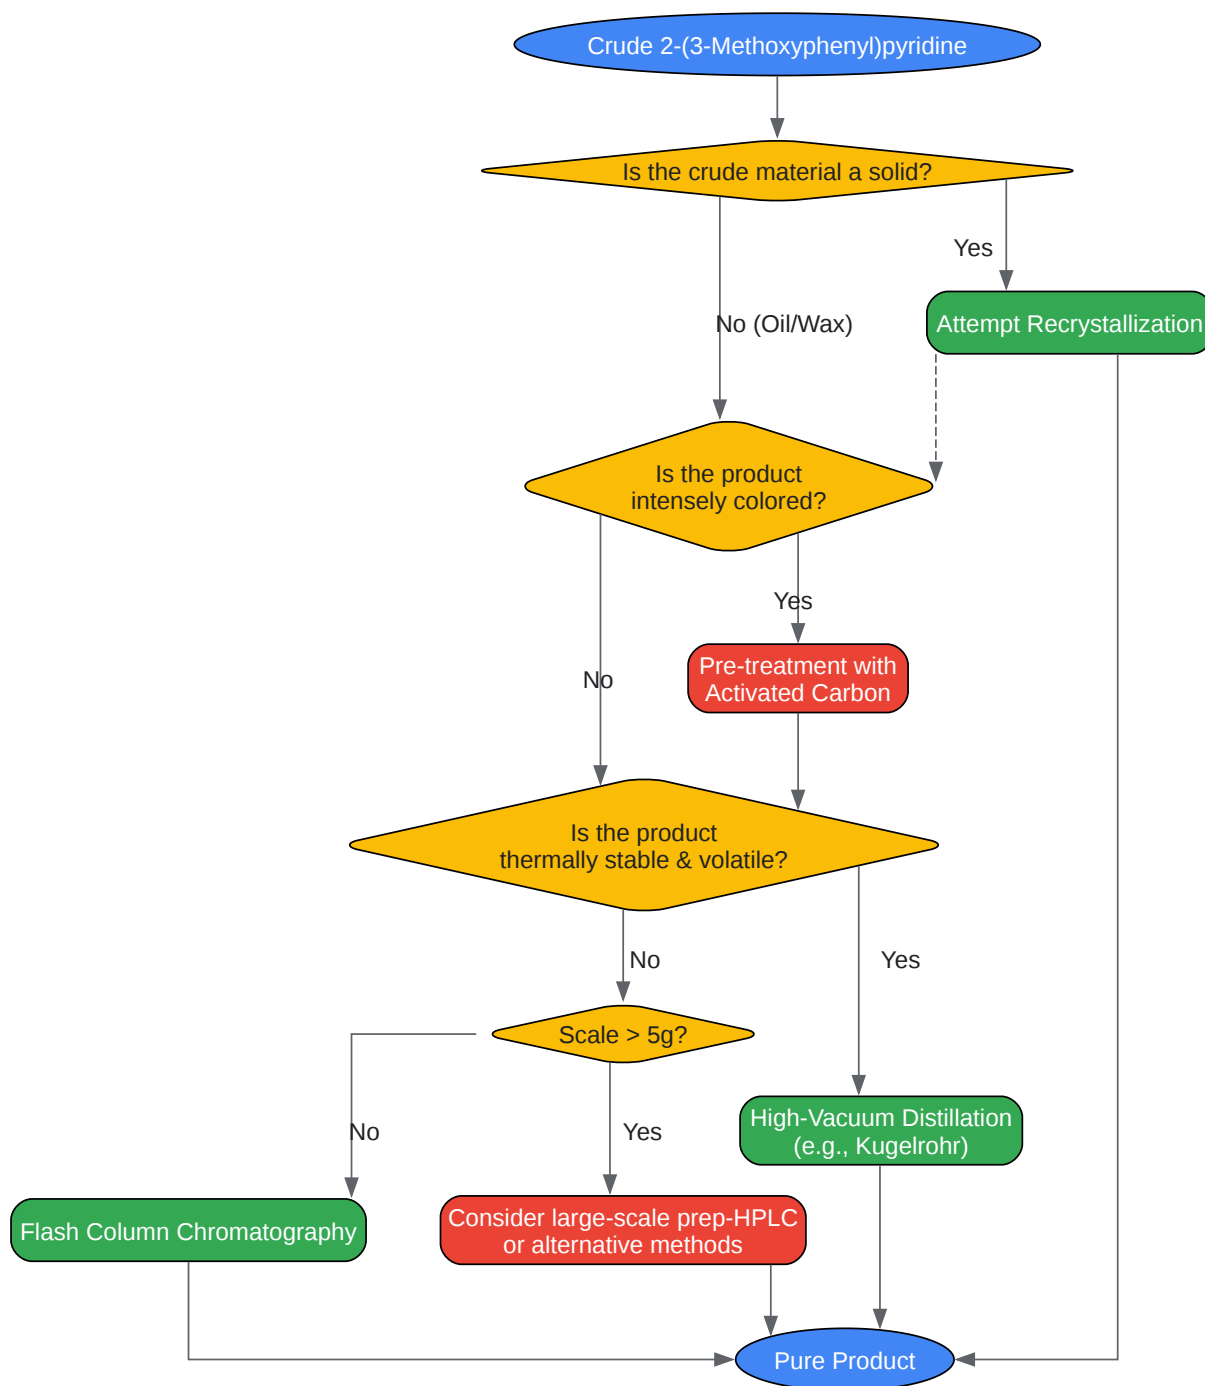 Crude 2-(3-Methoxyphenyl)pyridine
Is the crude material a solid?
Yes
No (Oil/Wax)
Attempt Recrystallization
Is the product
intensely colored?
Yes
No
Pre-treatment with
Activated Carbon
Is the product
thermally stable & volatile?
No
Yes
Scale > 5g?
No
Yes
High-Vacuum Distillation
(e.g., Kugelrohr)
Flash Column Chromatography
Consider large-scale prep-HPLC
or alternative methods
Pure Product